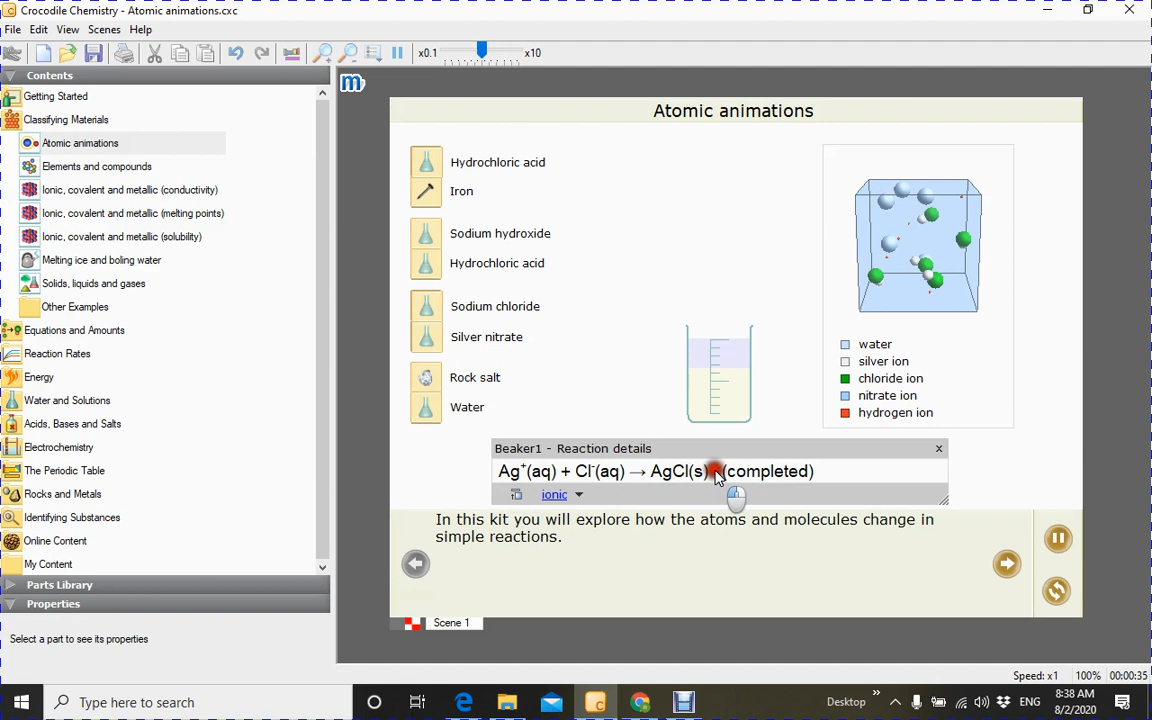 Crocodile Chemistry - Atomic animations.cxc
File Edit View Scenes Help
x0.1 x10
Contents
Getting Started
Classifying Materials
Atomic animations
Elements and compounds
Ionic, covalent and metallic (conductivity)
Ionic, covalent and metallic (melting points)
Ionic, covalent and metallic (solubility)
Melting ice and boiling water
Solids, liquids and gases
Other Examples
Equations and Amounts
Reaction Rates
Energy
Water and Solutions
Acids, Bases and Salts
Electrochemistry
The Periodic Table
Rocks and Metals
Identifying Substances
Online Content
My Content
Parts Library
Properties
Select a part to see its properties
m
Atomic animations
Hydrochloric acid
Iron
Sodium hydroxide
Hydrochloric acid
Sodium chloride
Silver nitrate
Rock salt
Water
water
silver ion
chloride ion
nitrate ion
hydrogen ion
Beaker1 - Reaction details x
Ag⁺(aq) + Cl⁻(aq) → AgCl(s) (completed)
ionic
In this kit you will explore how the atoms and molecules change in
simple reactions.
Scene 1
Speed: x1 100% 00:00:35
Type here to search
Desktop » ENG
8:38 AM
8/2/2020